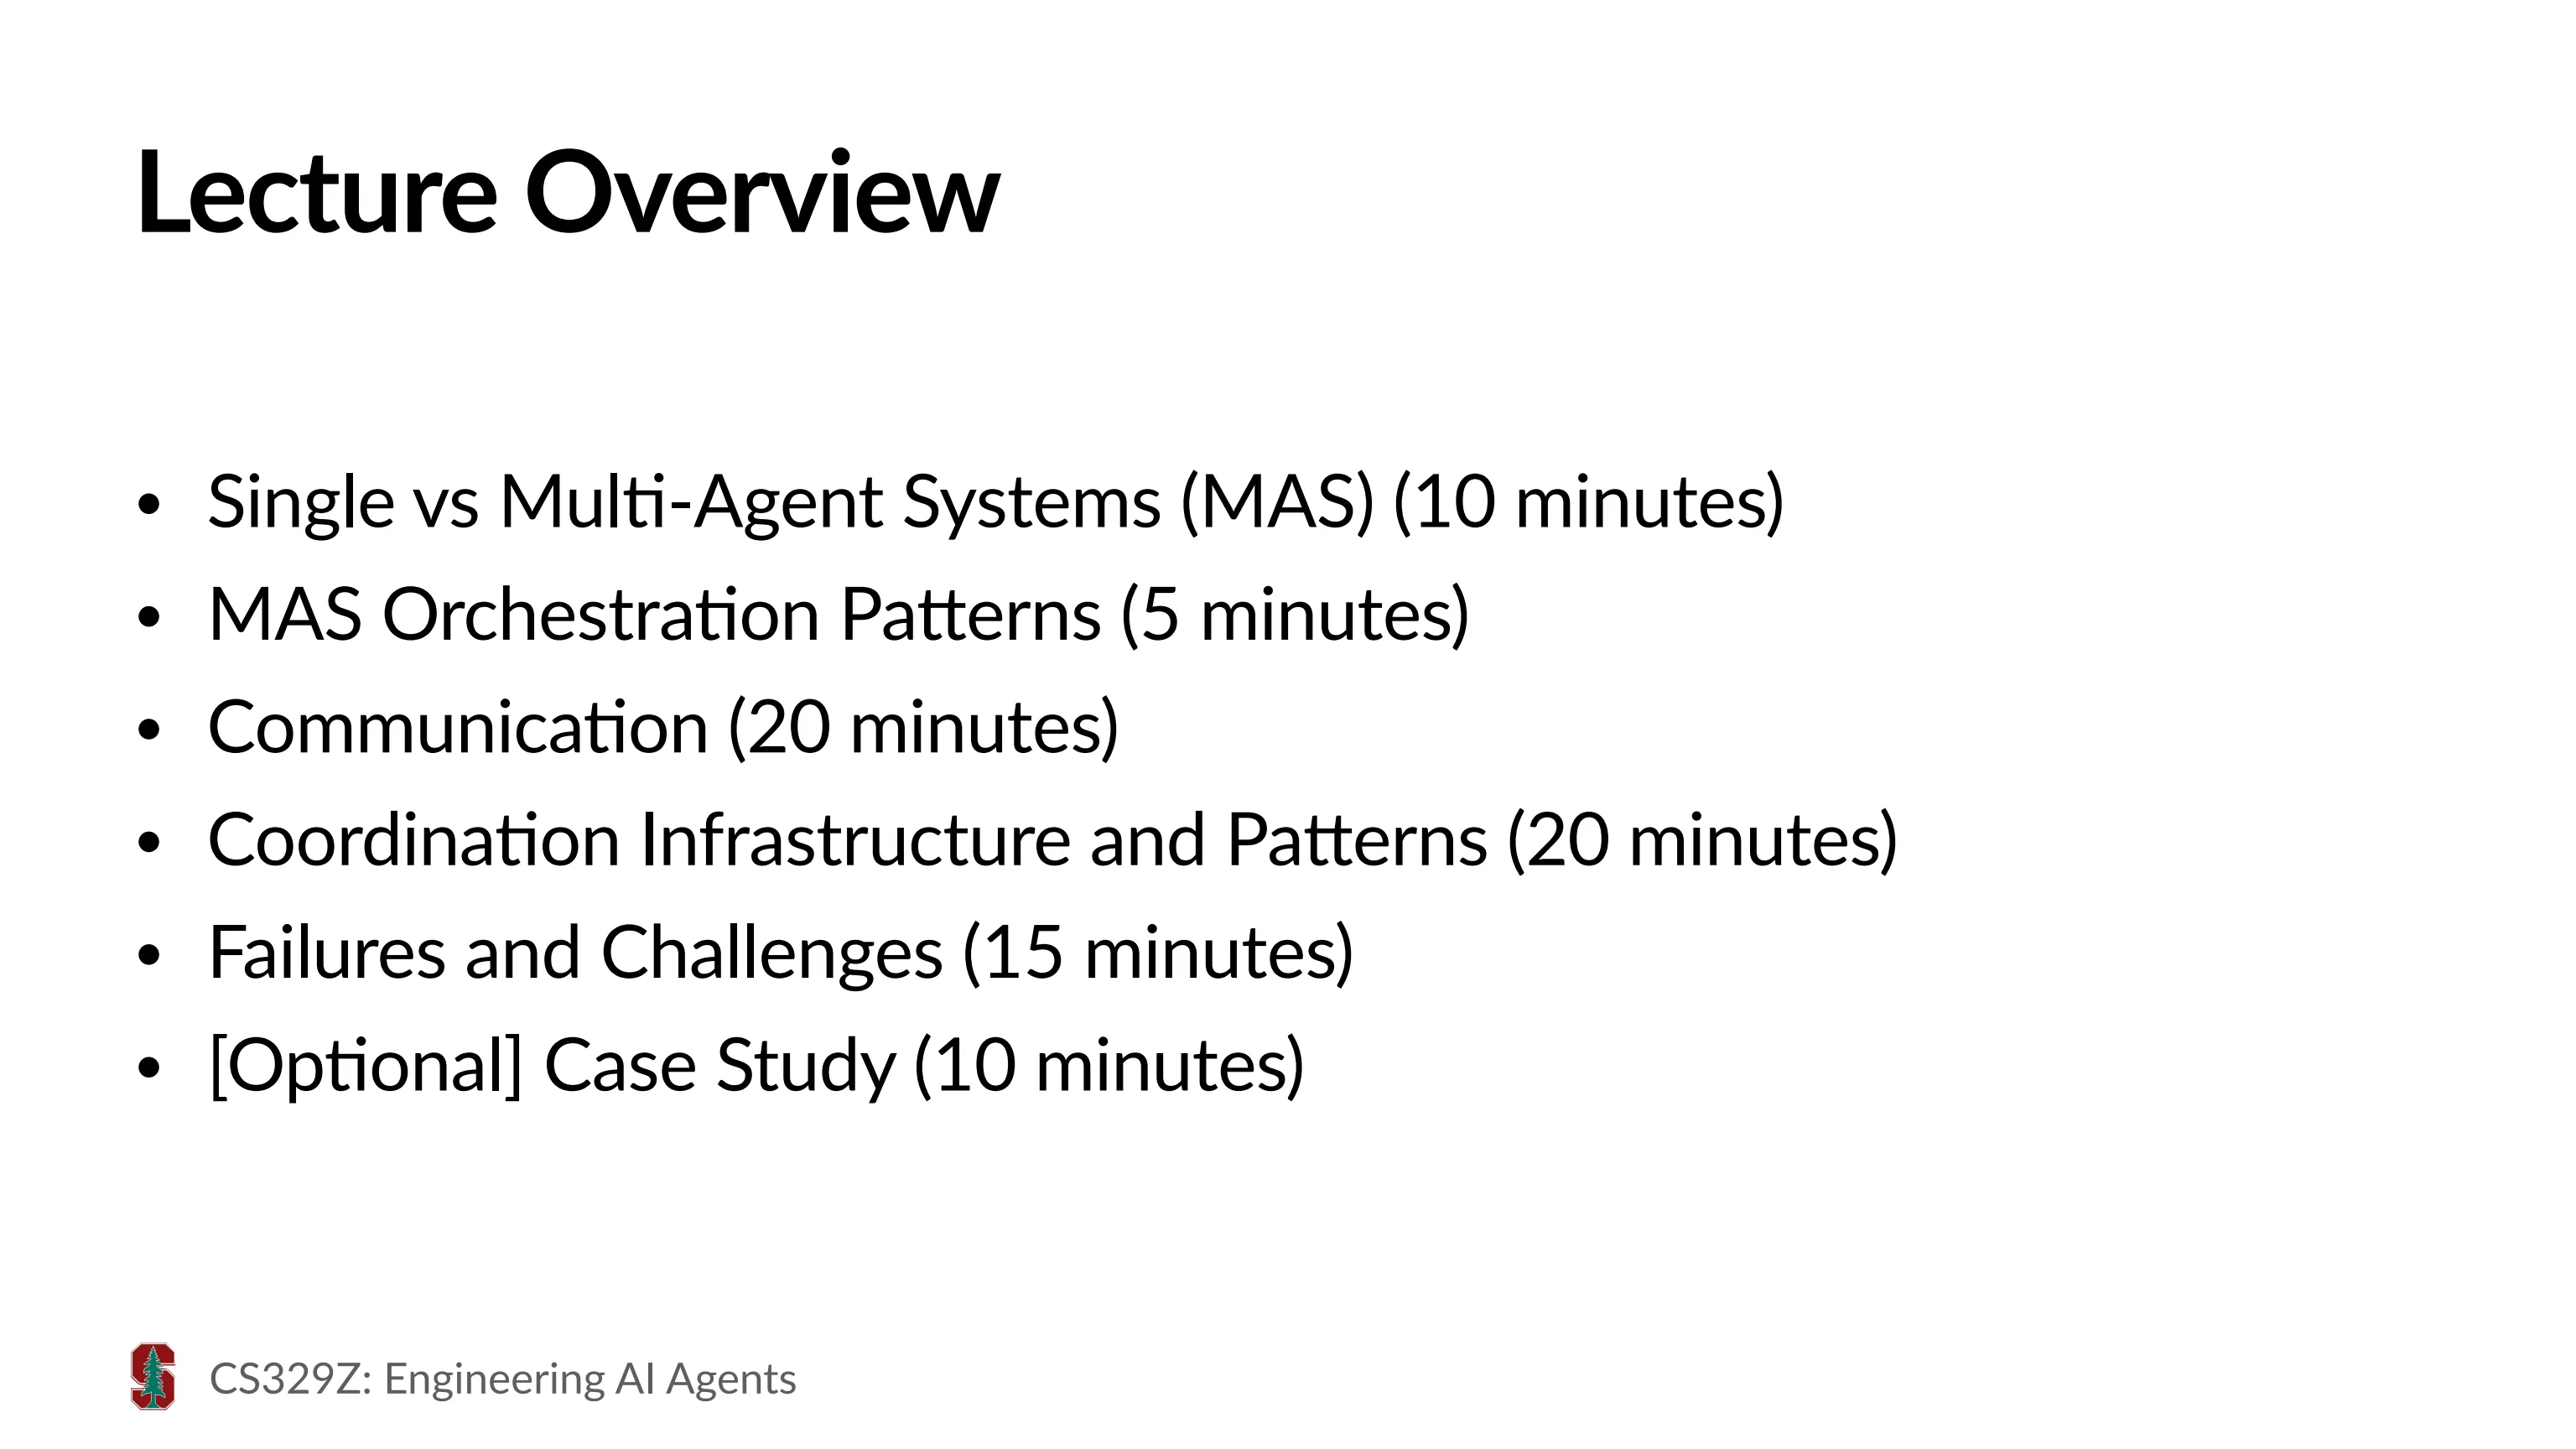 Lecture Overview
• Single vs Multi-Agent Systems (MAS) (10 minutes)
• MAS Orchestration Patterns (5 minutes)
• Communication (20 minutes)
• Coordination Infrastructure and Patterns (20 minutes)
• Failures and Challenges (15 minutes)
• [Optional] Case Study (10 minutes)
CS329Z: Engineering AI Agents